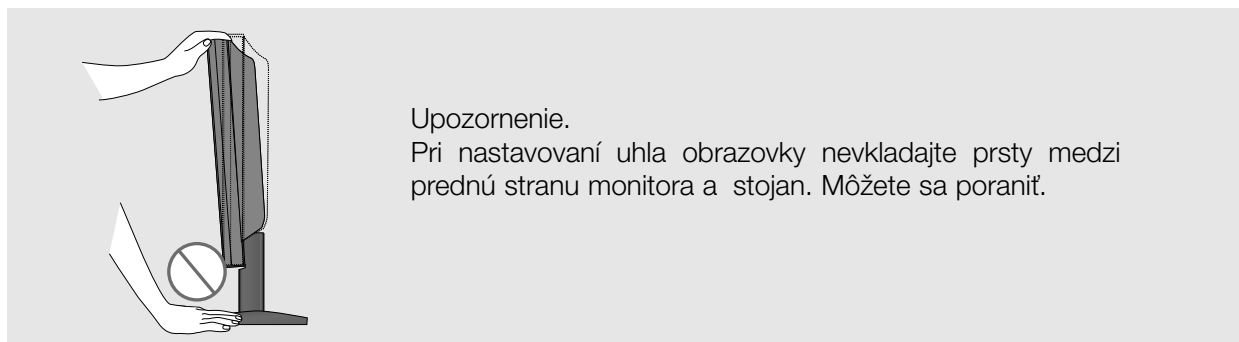 Upozornenie.
Pri nastavovaní uhla obrazovky nevkladajte prsty medzi
prednú stranu monitora a stojan. Môžete sa poraniť.